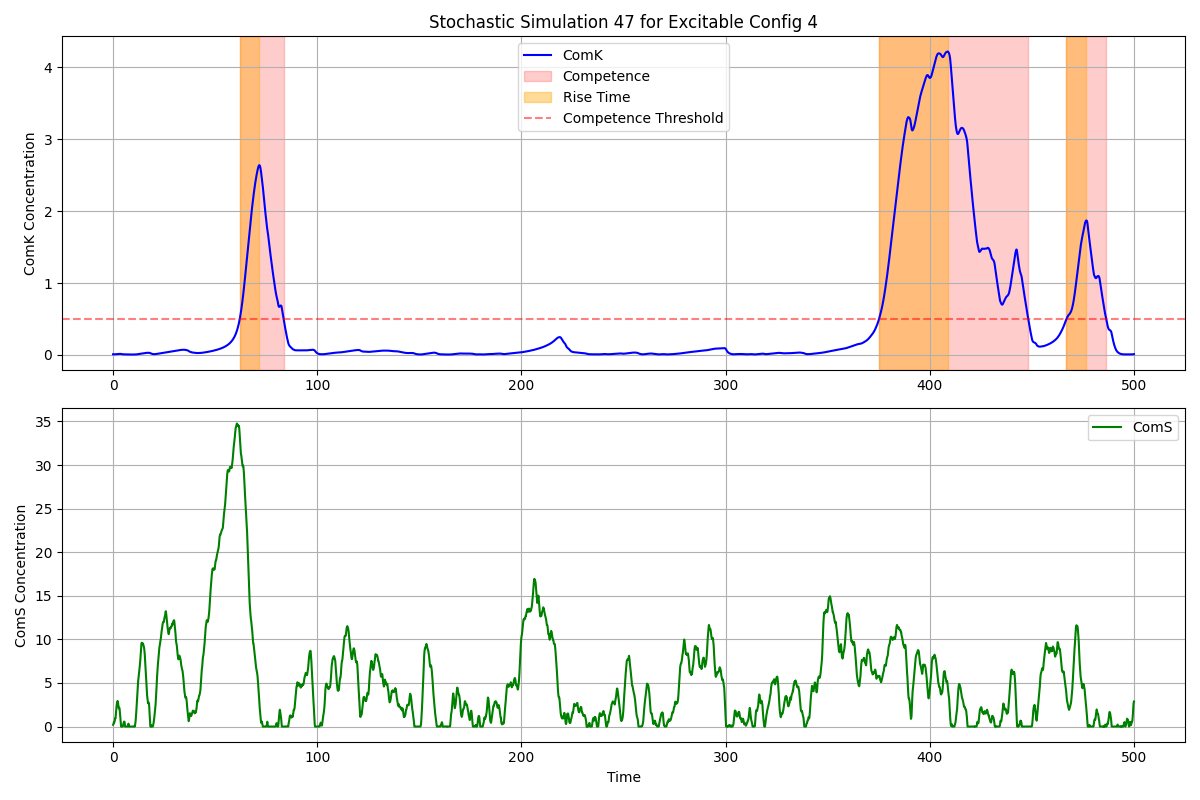 Stochastic Simulation 47 for Excitable Config 4
ComK Concentration
4
3
2
1
0
ComK
Competence
Rise Time
Competence Threshold
0 100 200 300 400 500
ComS Concentration
35
30
25
20
15
10
5
0
ComS
0 100 200 300 400 500
Time